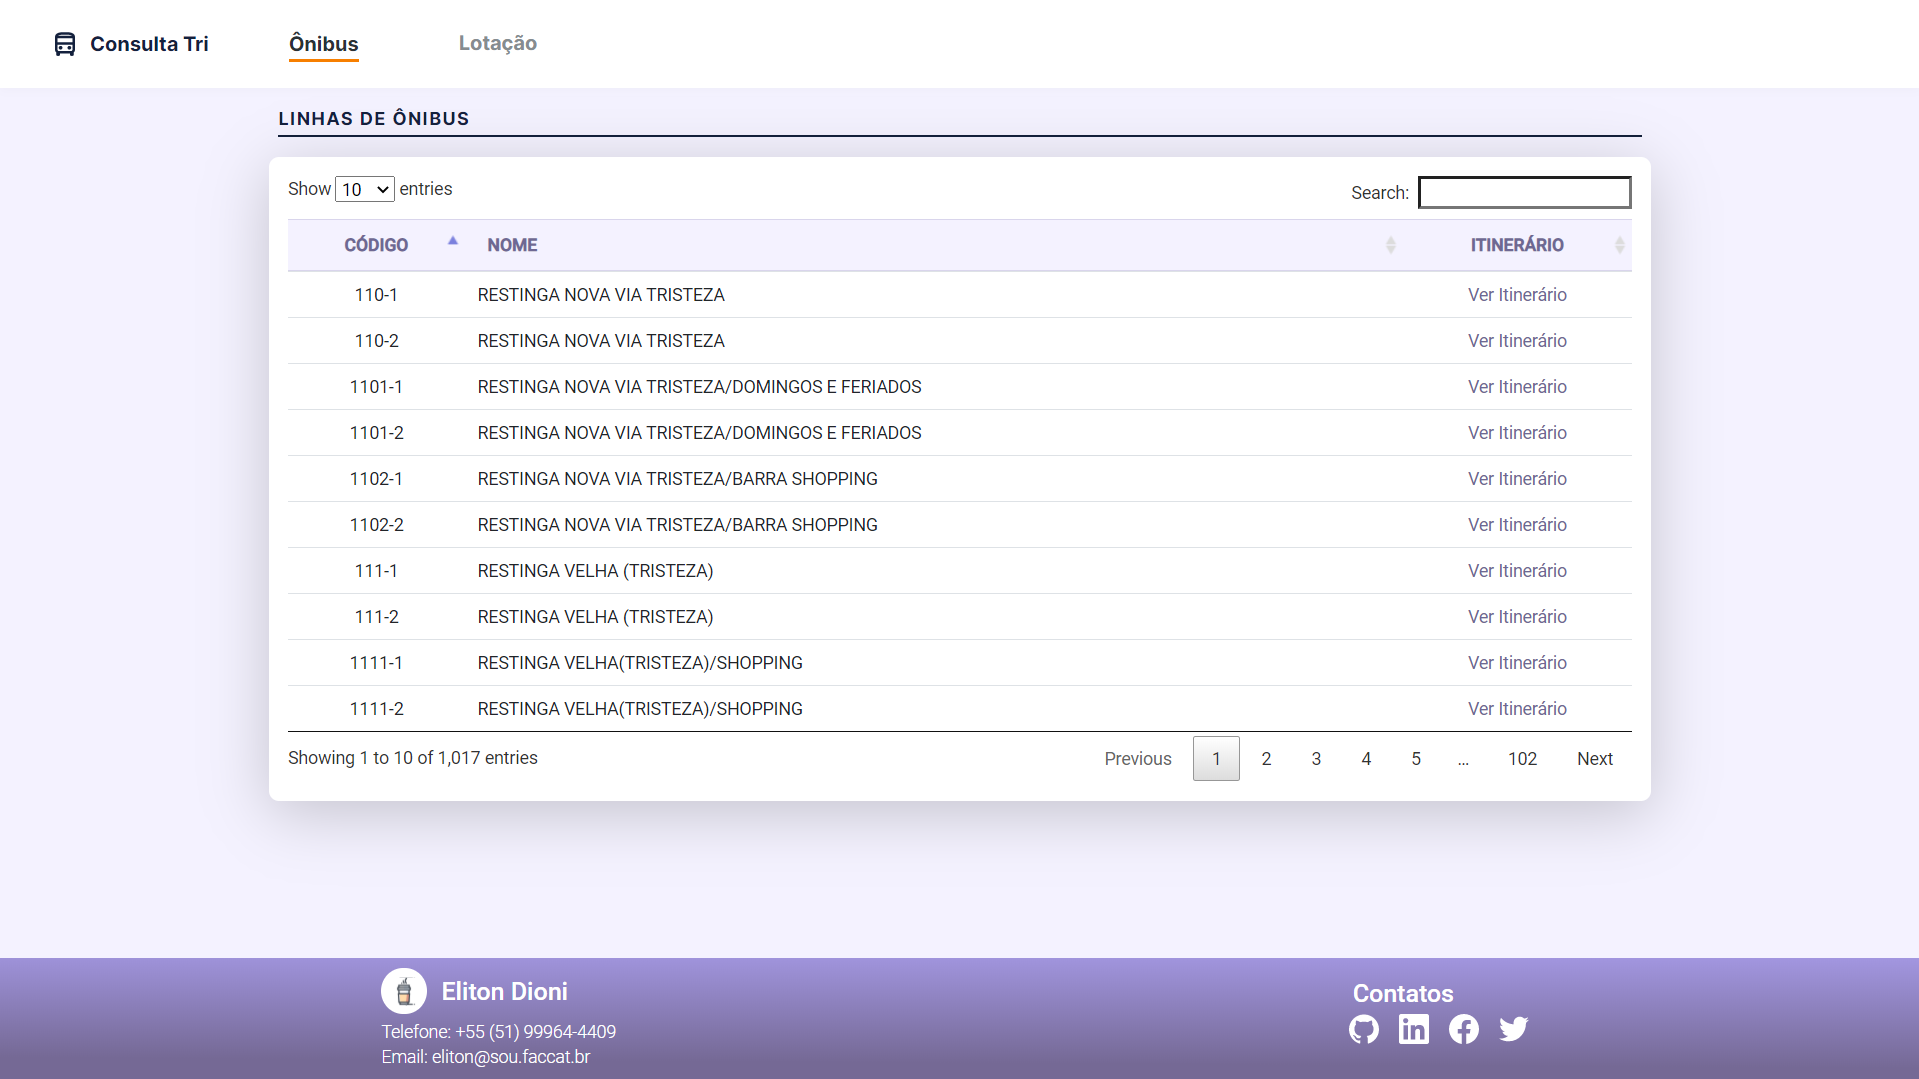 Consulta Tri Ônibus Lotação
LINHAS DE ÔNIBUS
Show 10 entries Search:
CÓDIGO NOME ITINERÁRIO
110-1 RESTINGA NOVA VIA TRISTEZA Ver Itinerário
110-2 RESTINGA NOVA VIA TRISTEZA Ver Itinerário
1101-1 RESTINGA NOVA VIA TRISTEZA/DOMINGOS E FERIADOS Ver Itinerário
1101-2 RESTINGA NOVA VIA TRISTEZA/DOMINGOS E FERIADOS Ver Itinerário
1102-1 RESTINGA NOVA VIA TRISTEZA/BARRA SHOPPING Ver Itinerário
1102-2 RESTINGA NOVA VIA TRISTEZA/BARRA SHOPPING Ver Itinerário
111-1 RESTINGA VELHA (TRISTEZA) Ver Itinerário
111-2 RESTINGA VELHA (TRISTEZA) Ver Itinerário
1111-1 RESTINGA VELHA(TRISTEZA)/SHOPPING Ver Itinerário
1111-2 RESTINGA VELHA(TRISTEZA)/SHOPPING Ver Itinerário
Showing 1 to 10 of 1,017 entries Previous 1 2 3 4 5 … 102 Next
Eliton Dioni
Telefone: +55 (51) 99964-4409
Email: eliton@sou.faccat.br
Contatos